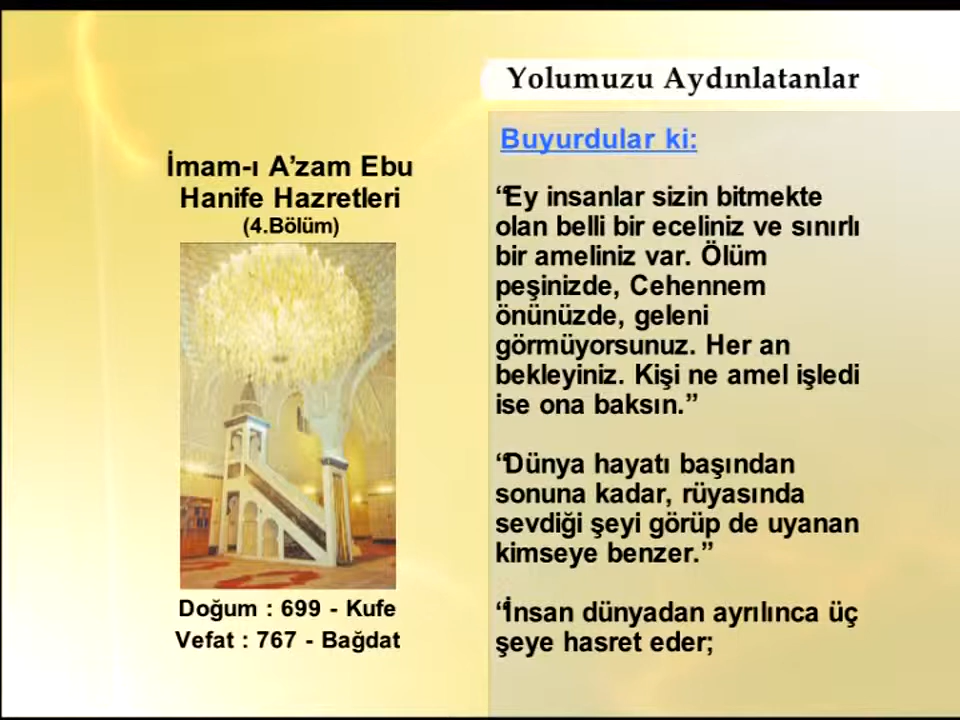 Yolumuzu Aydınlatanlar
İmam-ı A’zam Ebu
Hanife Hazretleri
(4.Bölüm)
Doğum : 699 - Kufe
Vefat : 767 - Bağdat
Buyurdular ki:
“Ey insanlar sizin bitmekte
olan belli bir eceliniz ve sınırlı
bir ameliniz var. Ölüm
peşinizde, Cehennem
önünüzde, geleni
görmüyorsunuz. Her an
bekleyiniz. Kişi ne amel işledi
ise ona baksın.”
“Dünya hayatı başından
sonuna kadar, rüyasında
sevdiği şeyi görüp de uyanan
kimseye benzer.”
“İnsan dünyadan ayrılınca üç
şeye hasret eder;